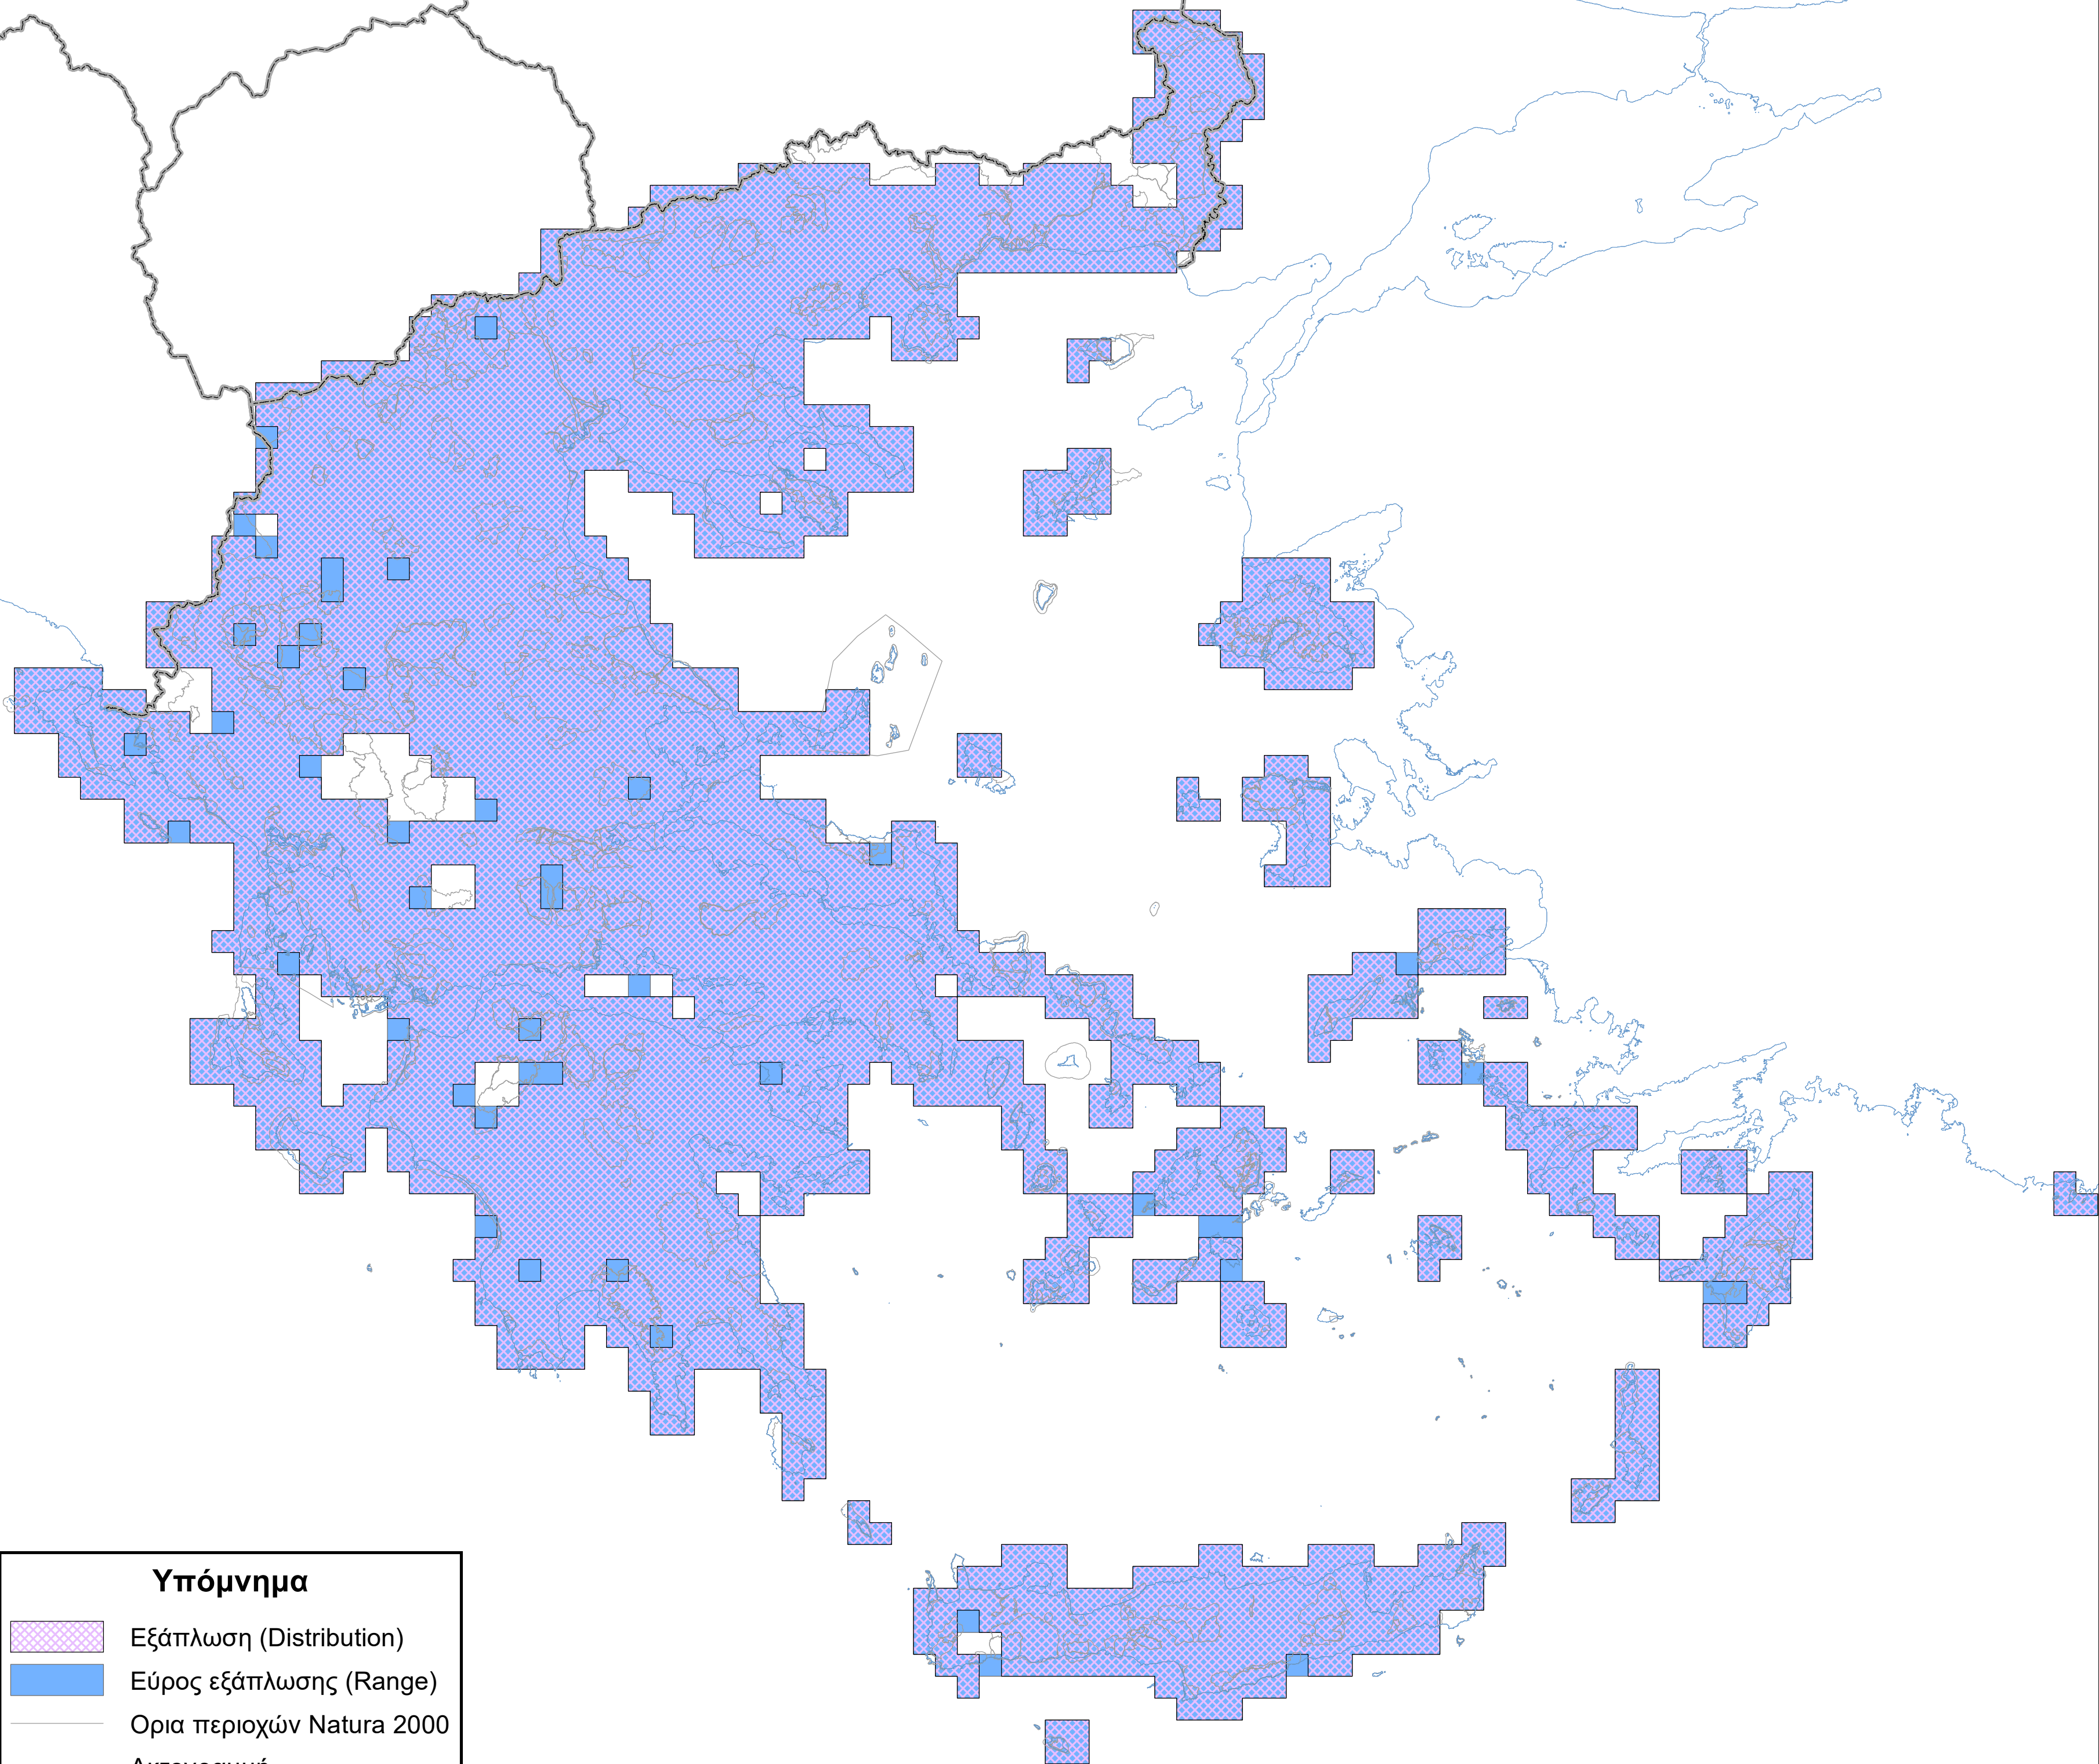 Υπόμνημα
Εξάπλωση (Distribution)
Εύρος εξάπλωσης (Range)
Ορια περιοχών Natura 2000